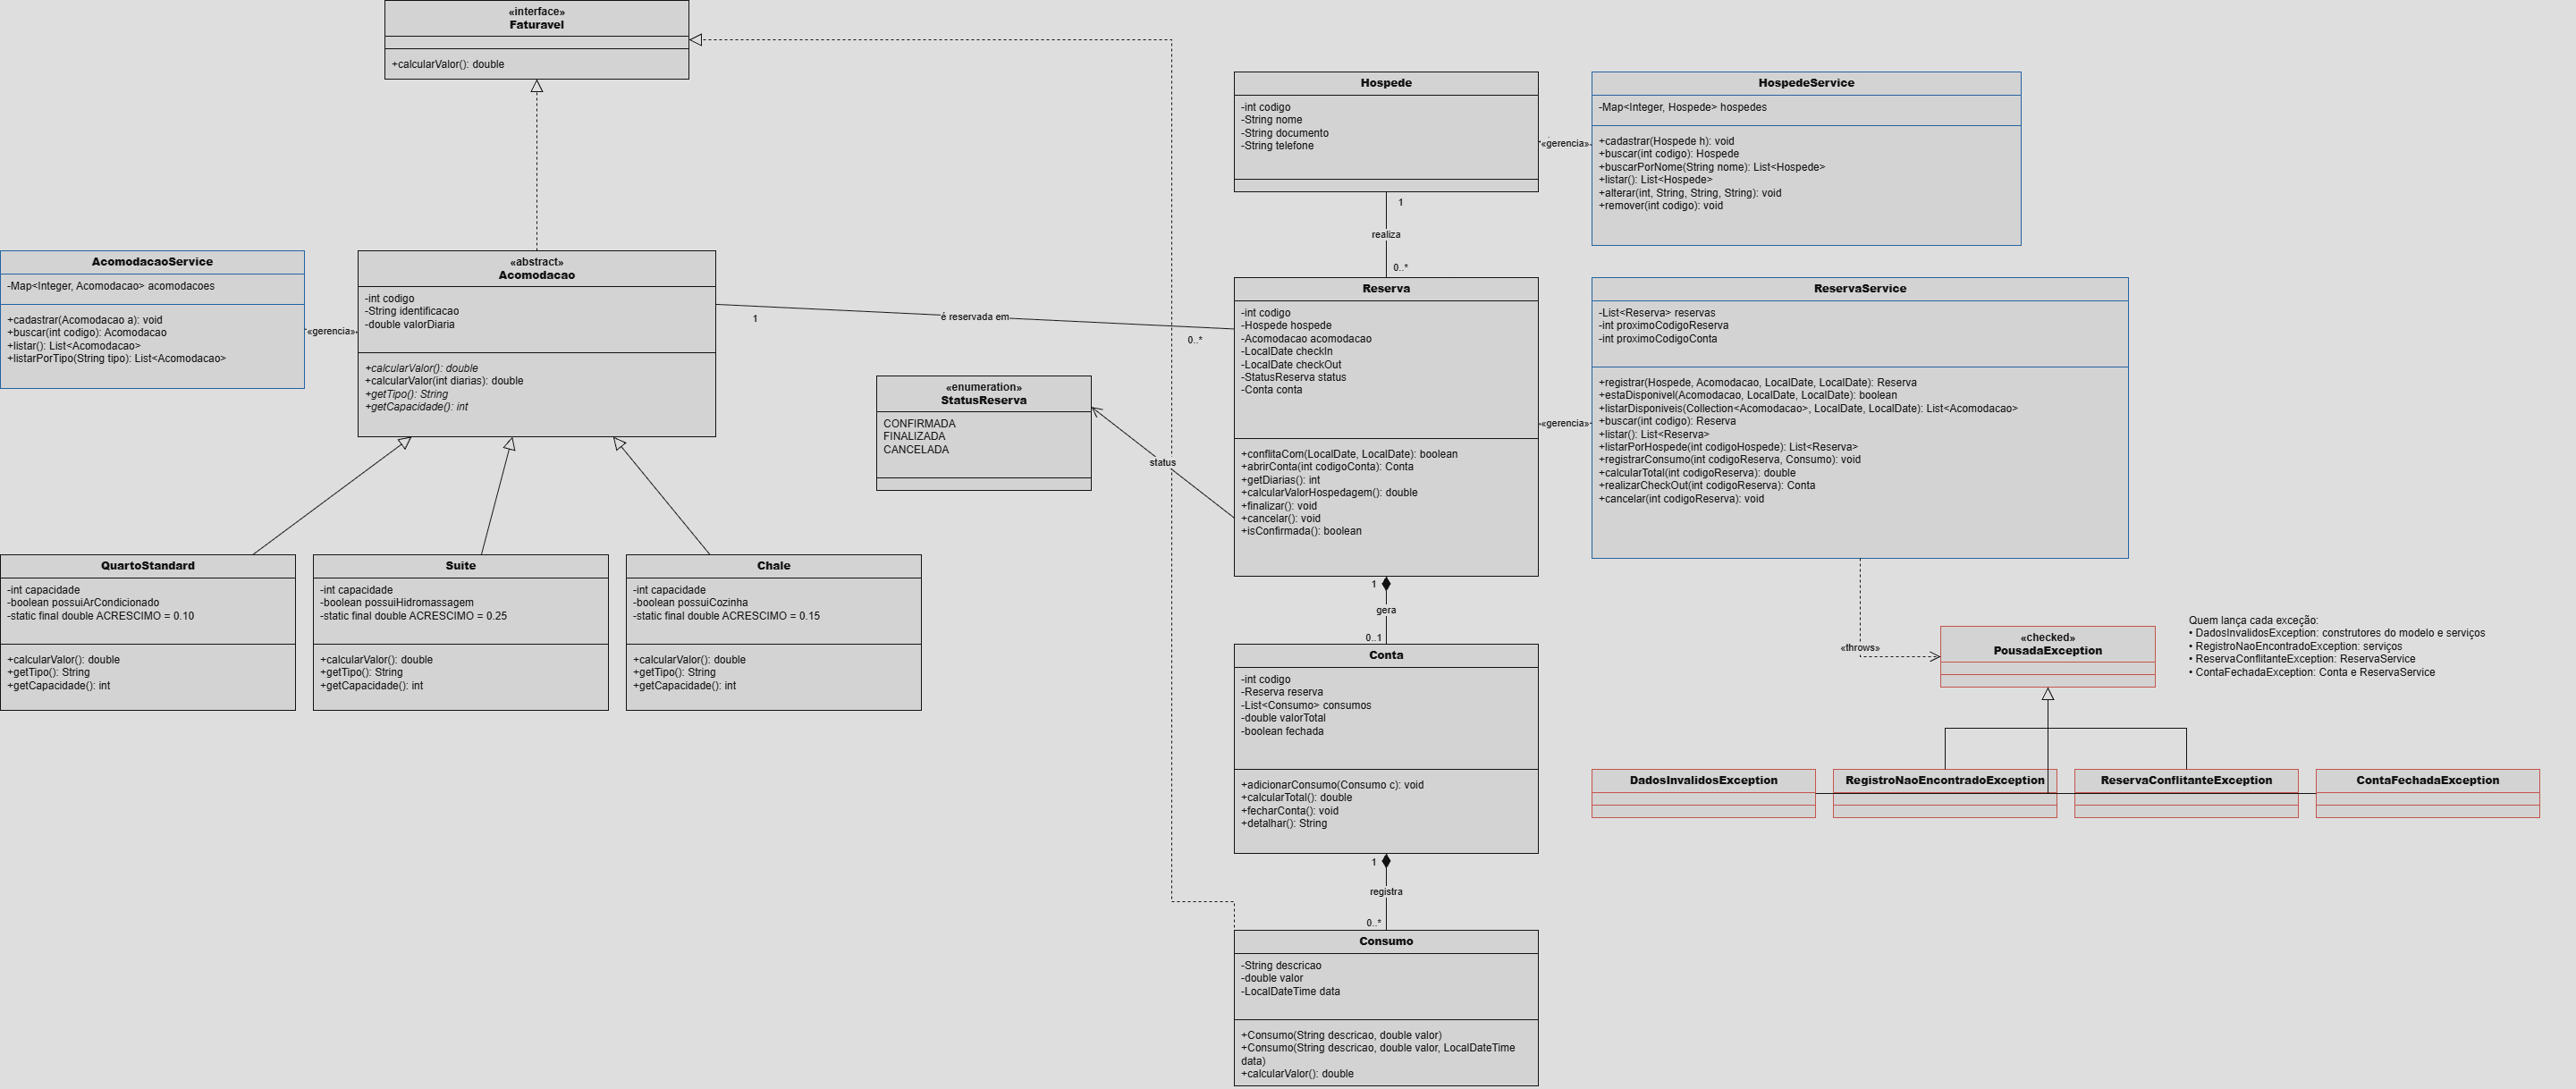 «interface»
Faturavel
+calcularValor(): double
Hospede
-int codigo
-String nome
-String documento
-String telefone
HospedeService
-Map<Integer, Hospede> hospedes
+cadastrar(Hospede h): void
+buscar(int codigo): Hospede
+buscarPorNome(String nome): List<Hospede>
+listar(): List<Hospede>
+alterar(int, String, String, String): void
+remover(int codigo): void
«gerencia»
1
realiza
0..*
AcomodacaoService
-Map<Integer, Acomodacao> acomodacoes
+cadastrar(Acomodacao a): void
+buscar(int codigo): Acomodacao
+listar(): List<Acomodacao>
+listarPorTipo(String tipo): List<Acomodacao>
«gerencia»
«abstract»
Acomodacao
-int codigo
-String identificacao
-double valorDiaria
+calcularValor(): double
+calcularValor(int diarias): double
+getTipo(): String
+getCapacidade(): int
1
é reservada em
0..*
«enumeration»
StatusReserva
CONFIRMADA
FINALIZADA
CANCELADA
status
Reserva
-int codigo
-Hospede hospede
-Acomodacao acomodacao
-LocalDate checkIn
-LocalDate checkOut
-StatusReserva status
-Conta conta
+conflitaCom(LocalDate, LocalDate): boolean
+abrirConta(int codigoConta): Conta
+getDiarias(): int
+calcularValorHospedagem(): double
+finalizar(): void
+cancelar(): void
+isConfirmada(): boolean
«gerencia»
ReservaService
-List<Reserva> reservas
-int proximoCodigoReserva
-int proximoCodigoConta
+registrar(Hospede, Acomodacao, LocalDate, LocalDate): Reserva
+estaDisponivel(Acomodacao, LocalDate, LocalDate): boolean
+listarDisponiveis(Collection<Acomodacao>, LocalDate, LocalDate): List<Acomodacao>
+buscar(int codigo): Reserva
+listar(): List<Reserva>
+listarPorHospede(int codigoHospede): List<Reserva>
+registrarConsumo(int codigoReserva, Consumo): void
+calcularTotal(int codigoReserva): double
+realizarCheckOut(int codigoReserva): Conta
+cancelar(int codigoReserva): void
QuartoStandard
-int capacidade
-boolean possuiArCondicionado
-static final double ACRESCIMO = 0.10
+calcularValor(): double
+getTipo(): String
+getCapacidade(): int
Suite
-int capacidade
-boolean possuiHidromassagem
-static final double ACRESCIMO = 0.25
+calcularValor(): double
+getTipo(): String
+getCapacidade(): int
Chale
-int capacidade
-boolean possuiCozinha
-static final double ACRESCIMO = 0.15
+calcularValor(): double
+getTipo(): String
+getCapacidade(): int
1
gera
0..1
Conta
-int codigo
-Reserva reserva
-List<Consumo> consumos
-double valorTotal
-boolean fechada
+adicionarConsumo(Consumo c): void
+calcularTotal(): double
+fecharConta(): void
+detalhar(): String
1
registra
0..*
Consumo
-String descricao
-double valor
-LocalDateTime data
+Consumo(String descricao, double valor)
+Consumo(String descricao, double valor, LocalDateTime
data)
+calcularValor(): double
«throws»
«checked»
PousadaException
Quem lança cada exceção:
• DadosInvalidosException: construtores do modelo e serviços
• RegistroNaoEncontradoException: serviços
• ReservaConflitanteException: ReservaService
• ContaFechadaException: Conta e ReservaService
DadosInvalidosException
RegistroNaoEncontradoException
ReservaConflitanteException
ContaFechadaException